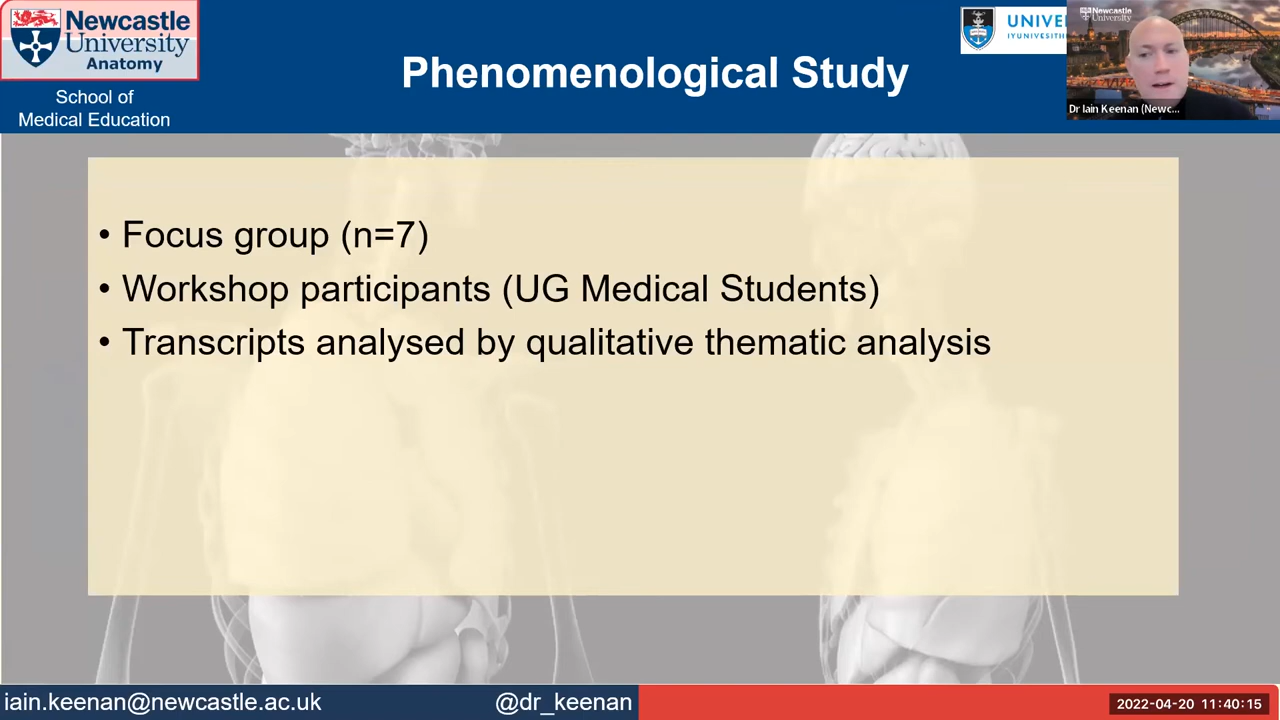 Newcastle
University
Anatomy
School of
Medical Education
Phenomenological Study
Newcastle
University
Dr Iain Keenan (Newc...
• Focus group (n=7)
• Workshop participants (UG Medical Students)
• Transcripts analysed by qualitative thematic analysis
iain.keenan@newcastle.ac.uk
@dr_keenan
2022-04-20 11:40:15